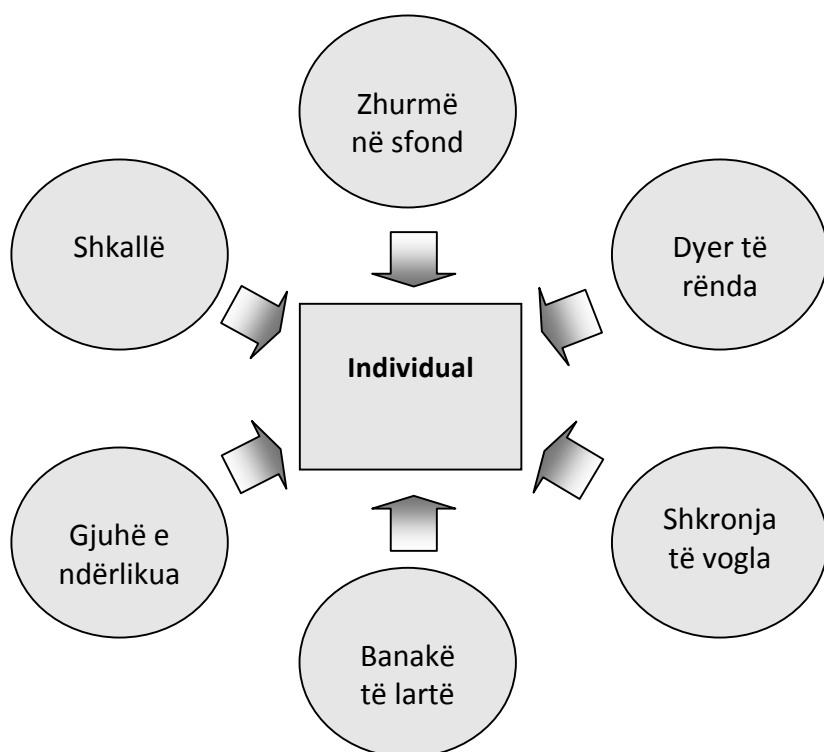 Zhurmë
në sfond
Shkallë
Dyer të
rënda
Individual
Gjuhë e
ndërlikua
Shkronja
të vogla
Banakë
të lartë